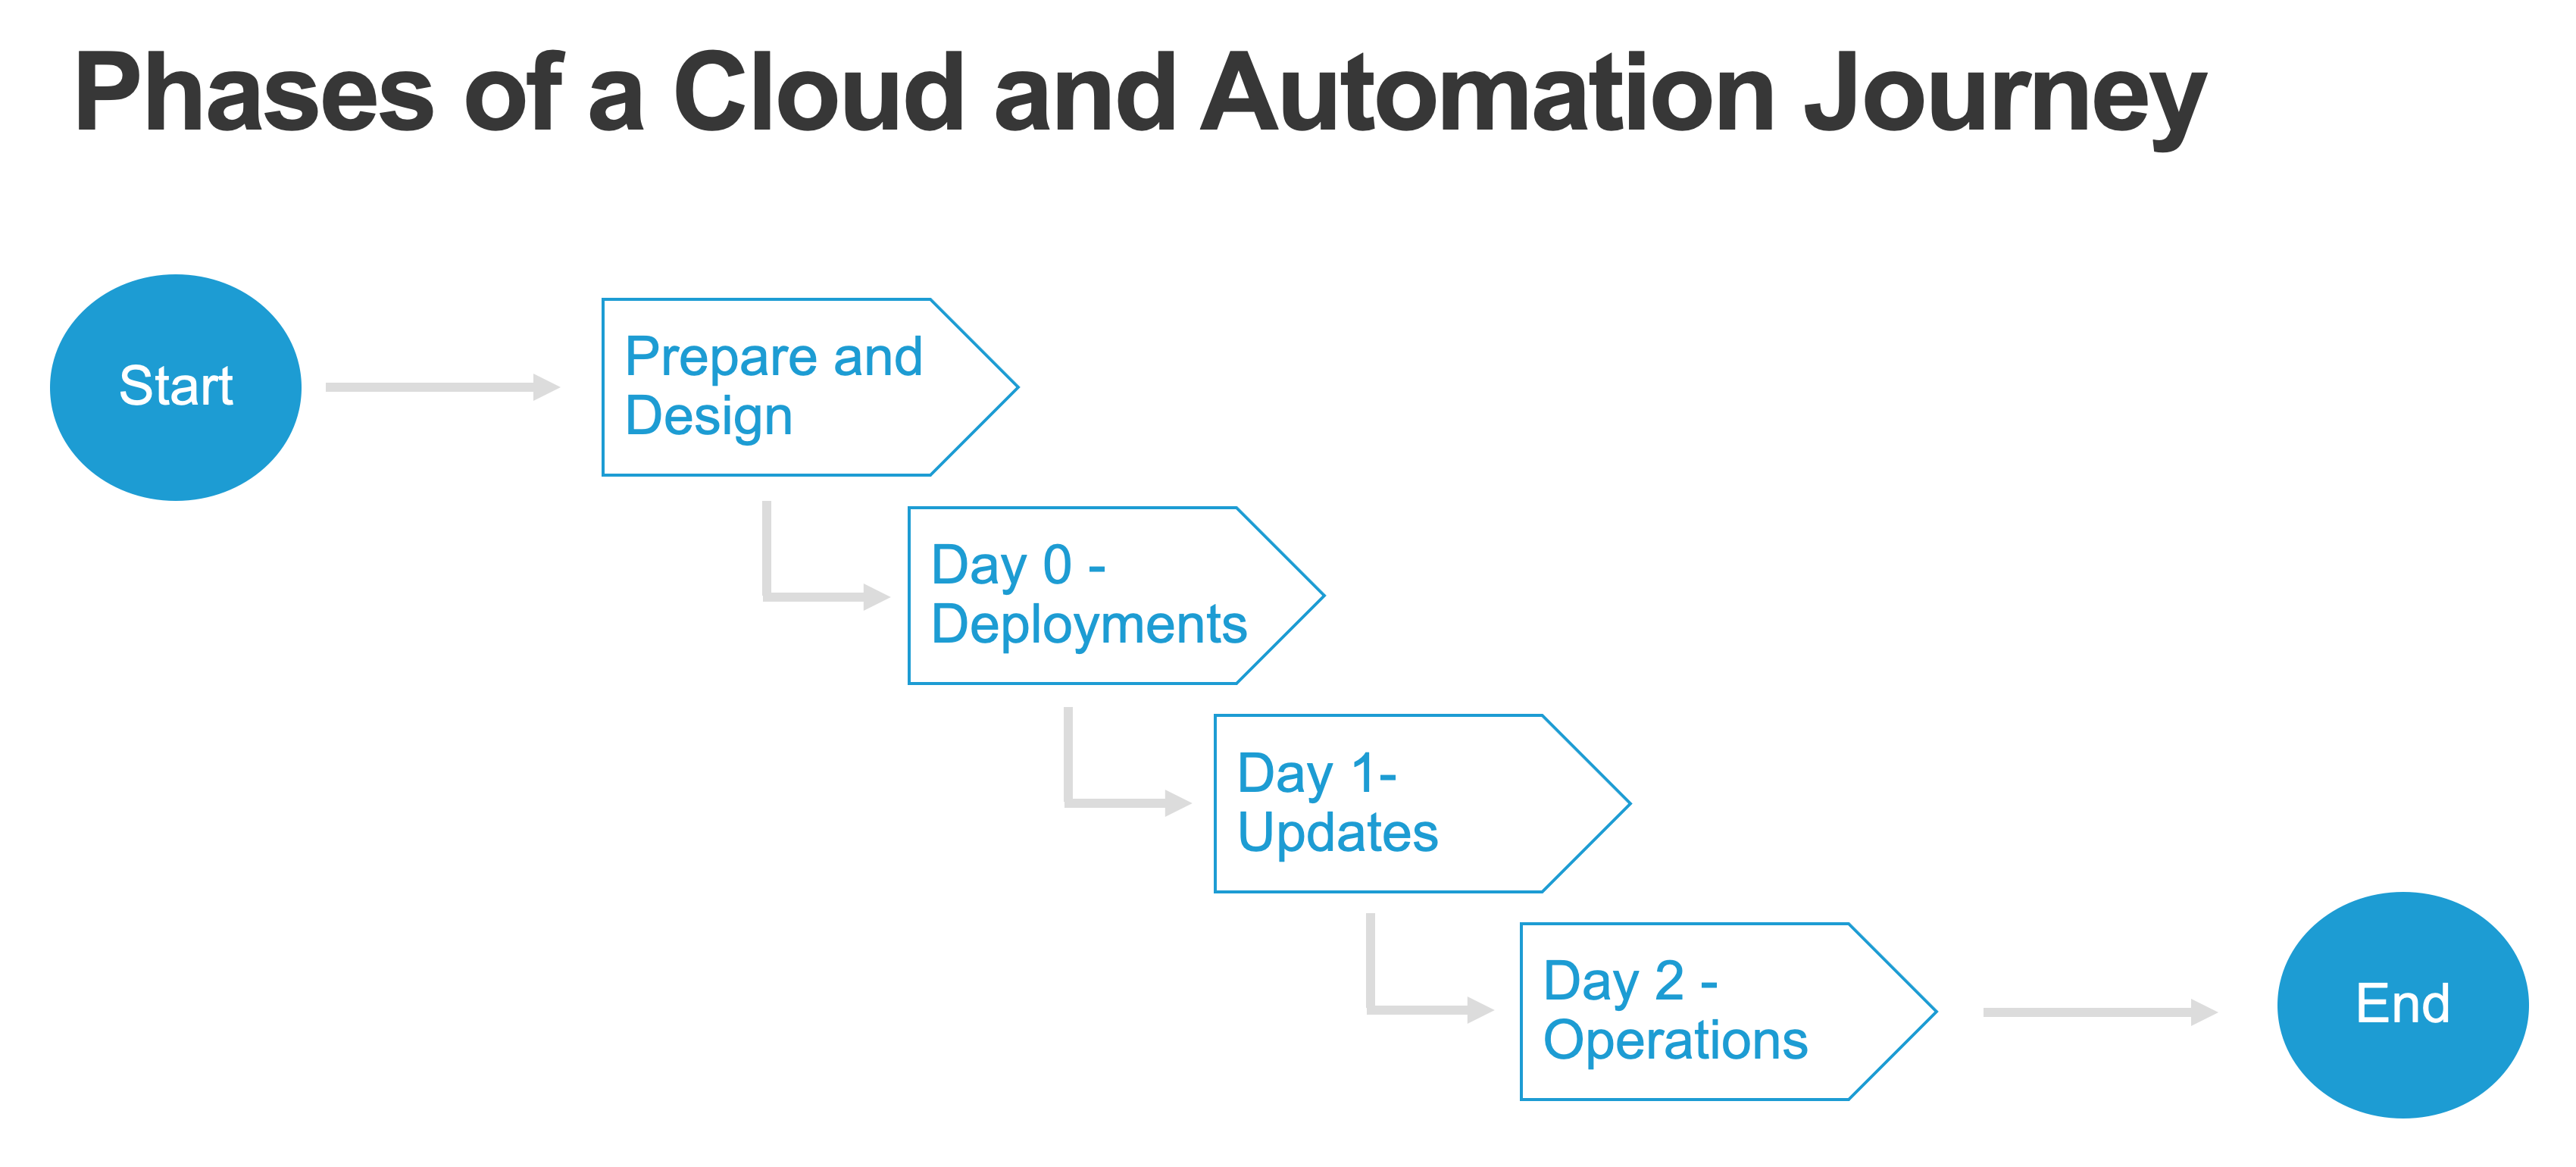 Phases of a Cloud and Automation Journey
Start
Prepare and
Design
Day 0 -
Deployments
Day 1-
Updates
Day 2 -
Operations
End